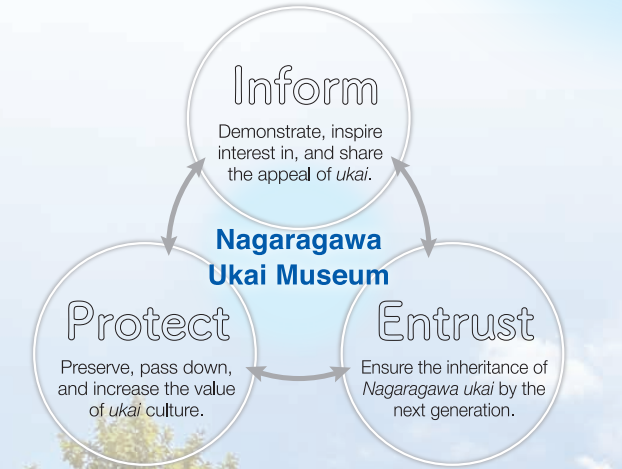 Inform
Demonstrate, inspire
interest in, and share
the appeal of ukai.
Nagaragawa
Ukai Museum
Protect
Preserve, pass down,
and increase the value
of ukai culture.
Entrust
Ensure the inheritance of
Nagaragawa ukai by the
next generation.